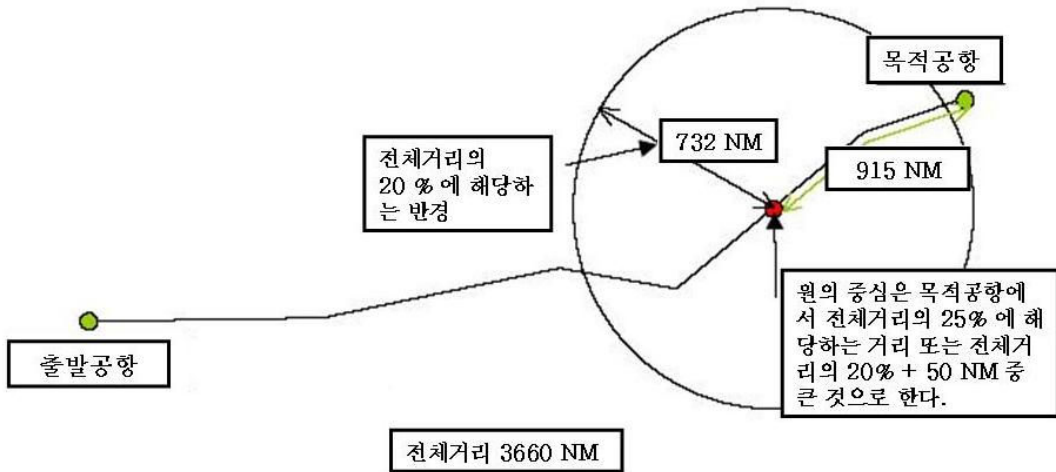 목적공항
732 NM
전체거리의
20 % 에 해당하
는 반경
915 NM
원의 중심은 목적공항에
서 전체거리의 25% 에 해
당하는 거리 또는 전체거
리의 20% + 50 NM 중
큰 것으로 한다.
출발공항
전체거리 3660 NM